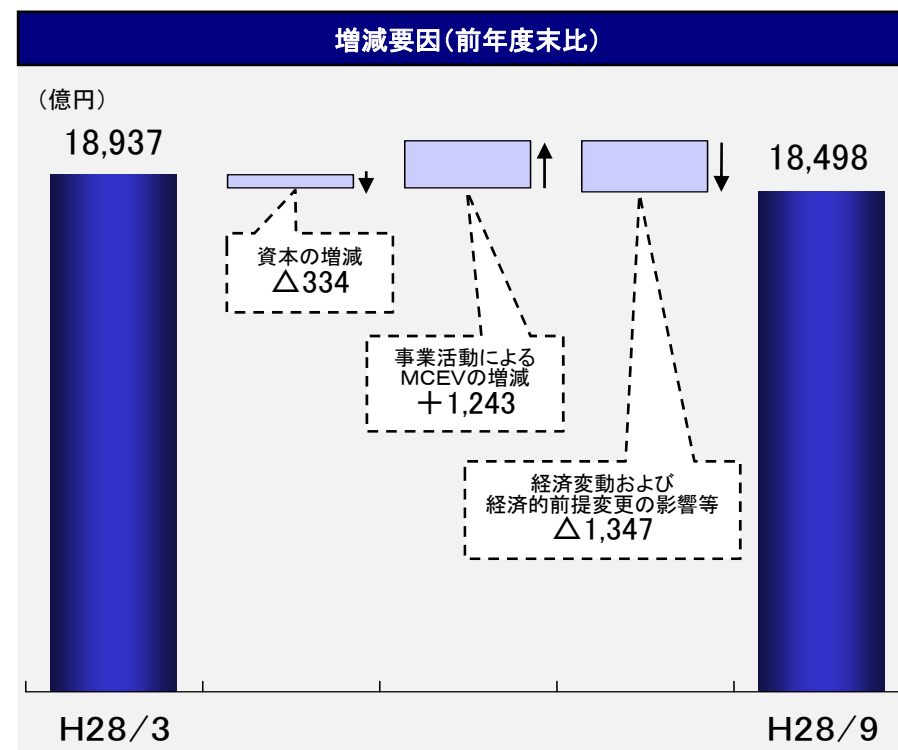 増減要因（前年度末比）
（億円）
18,937
18,498
資本の増減
△334
事業活動による
MCEVの増減
＋1,243
経済変動および
経済的前提変更の影響等
△1,347
H28／3
H28／9